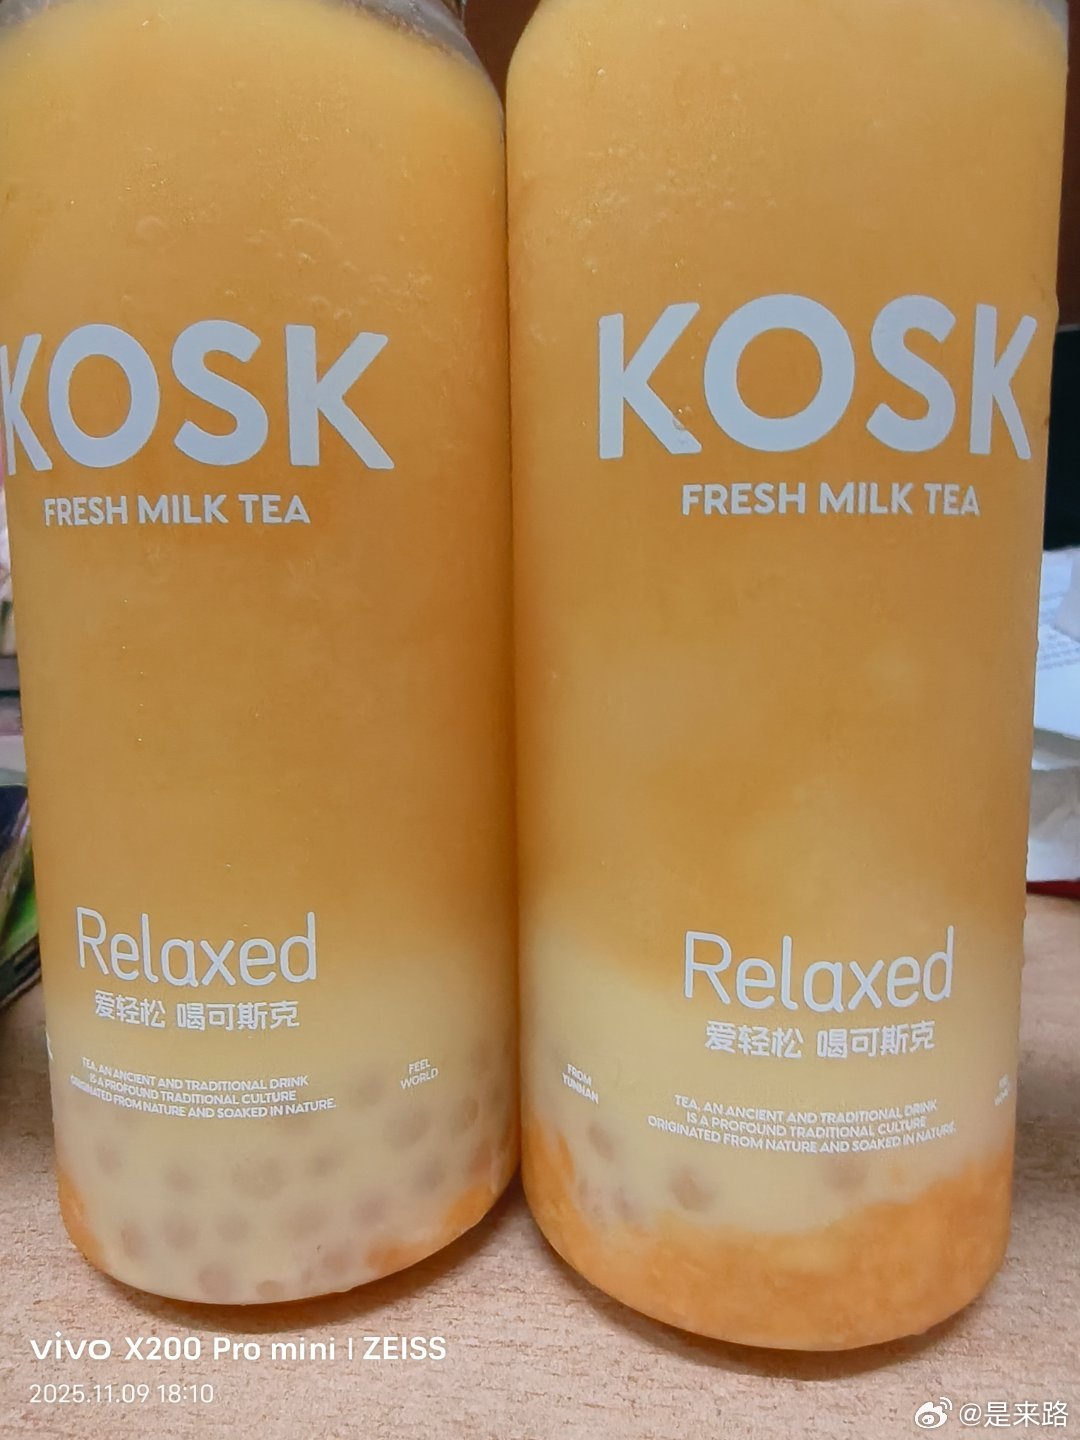 KOSK
FRESH MILK TEA
Relaxed
爱轻松 喝可斯克
TEA, AN ANCIENT AND TRADITIONAL DRINK
IS A PROFOUND TRADITIONAL CULTURE
ORIGINATED FROM NATURE AND SOAKED IN NATURE.
FEEL
WORLD
KOSK
FRESH MILK TEA
Relaxed
爱轻松 喝可斯克
FROM
YUNNAN
TEA, AN ANCIENT AND TRADITIONAL DRINK
IS A PROFOUND TRADITIONAL CULTURE
ORIGINATED FROM NATURE AND SOAKED IN NATURE.
vivo X200 Pro mini | ZEISS
2025.11.09 18:10
@是来路